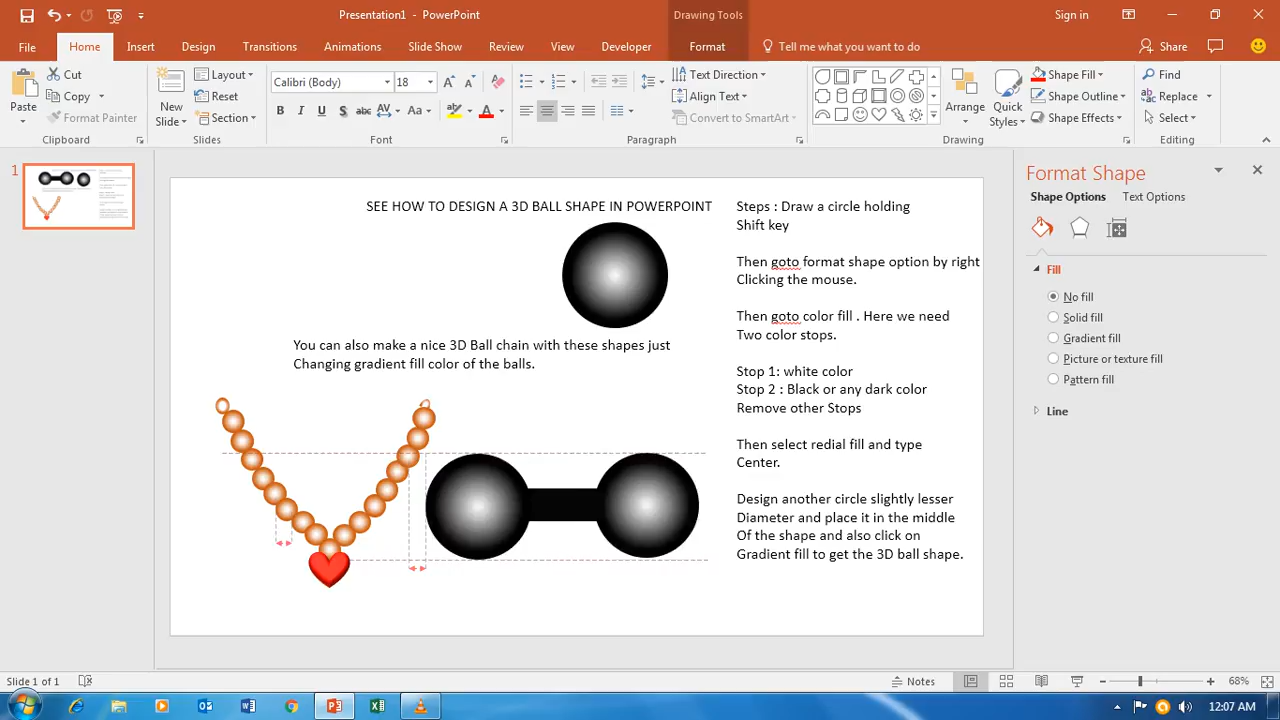 Presentation1 - PowerPoint
Drawing Tools
Sign in
File
Home
Insert
Design
Transitions
Animations
Slide Show
Review
View
Developer
Format
Tell me what you want to do
Share
Paste
Cut
Copy
Format Painter
Clipboard
New
Slide
Layout
Reset
Section
Slides
Calibri (Body)
18
B I U S abc AV Aa A
Font
Text Direction
Align Text
Convert to SmartArt
Paragraph
Arrange
Quick
Styles
Shape Fill
Shape Outline
Shape Effects
Drawing
Find
Replace
Select
Editing
1
SEE HOW TO DESIGN A 3D BALL SHAPE IN POWERPOINT
You can also make a nice 3D Ball chain with these shapes just
Changing gradient fill color of the balls.
Steps : Draw a circle holding
Shift key
Then goto format shape option by right
Clicking the mouse.
Then goto color fill . Here we need
Two color stops.
Stop 1: white color
Stop 2 : Black or any dark color
Remove other Stops
Then select redial fill and type
Center.
Design another circle slightly lesser
Diameter and place it in the middle
Of the shape and also click on
Gradient fill to get the 3D ball shape.
Format Shape
Shape Options
Text Options
Fill
No fill
Solid fill
Gradient fill
Picture or texture fill
Pattern fill
Line
Slide 1 of 1
Notes
68%
12:07 AM